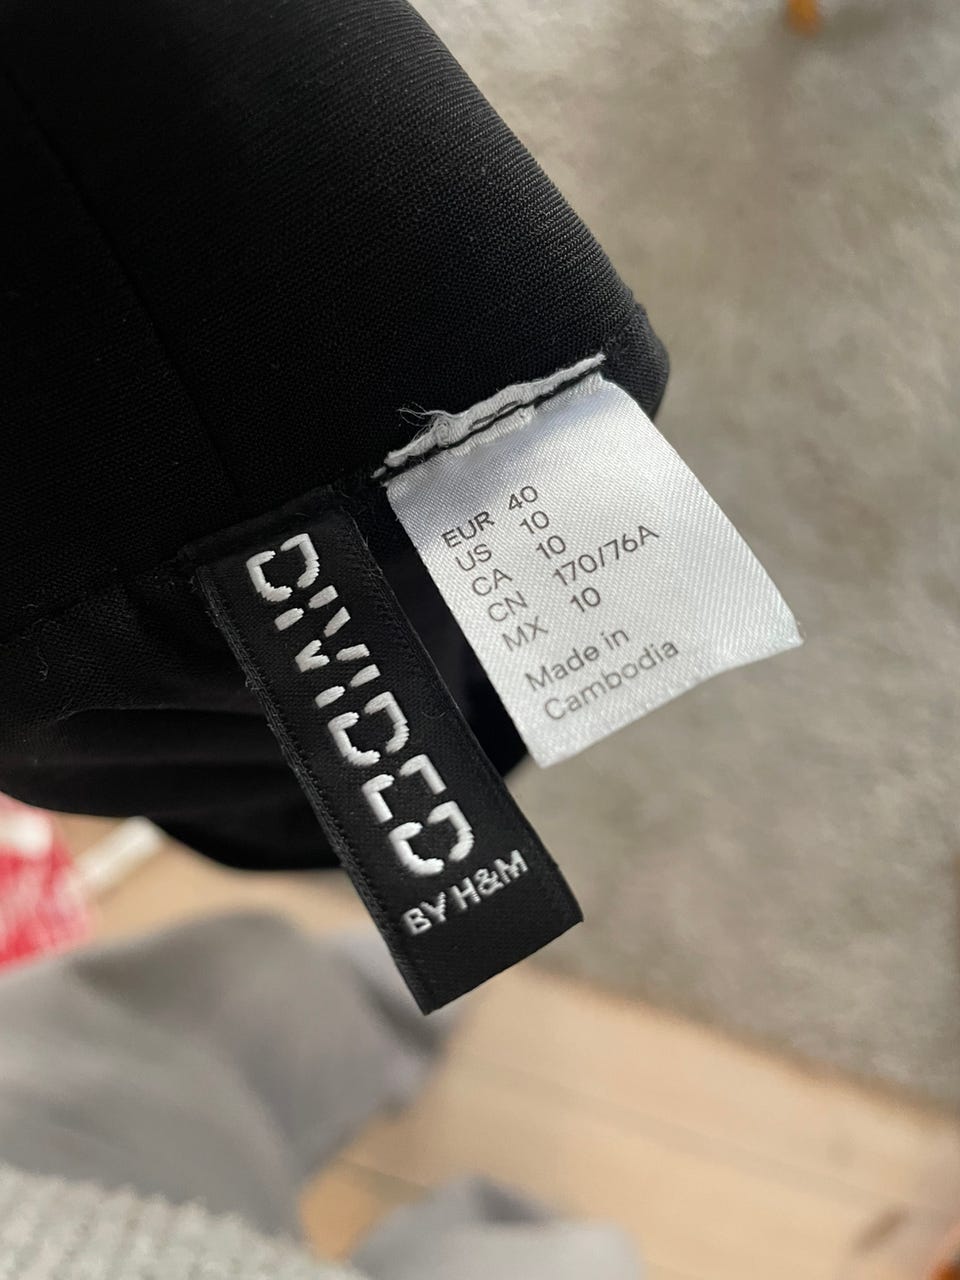 DIVIDED
BY H&M
EUR 40
US 10
CA 10
CN 170/76A
MX 10
Made in
Cambodia